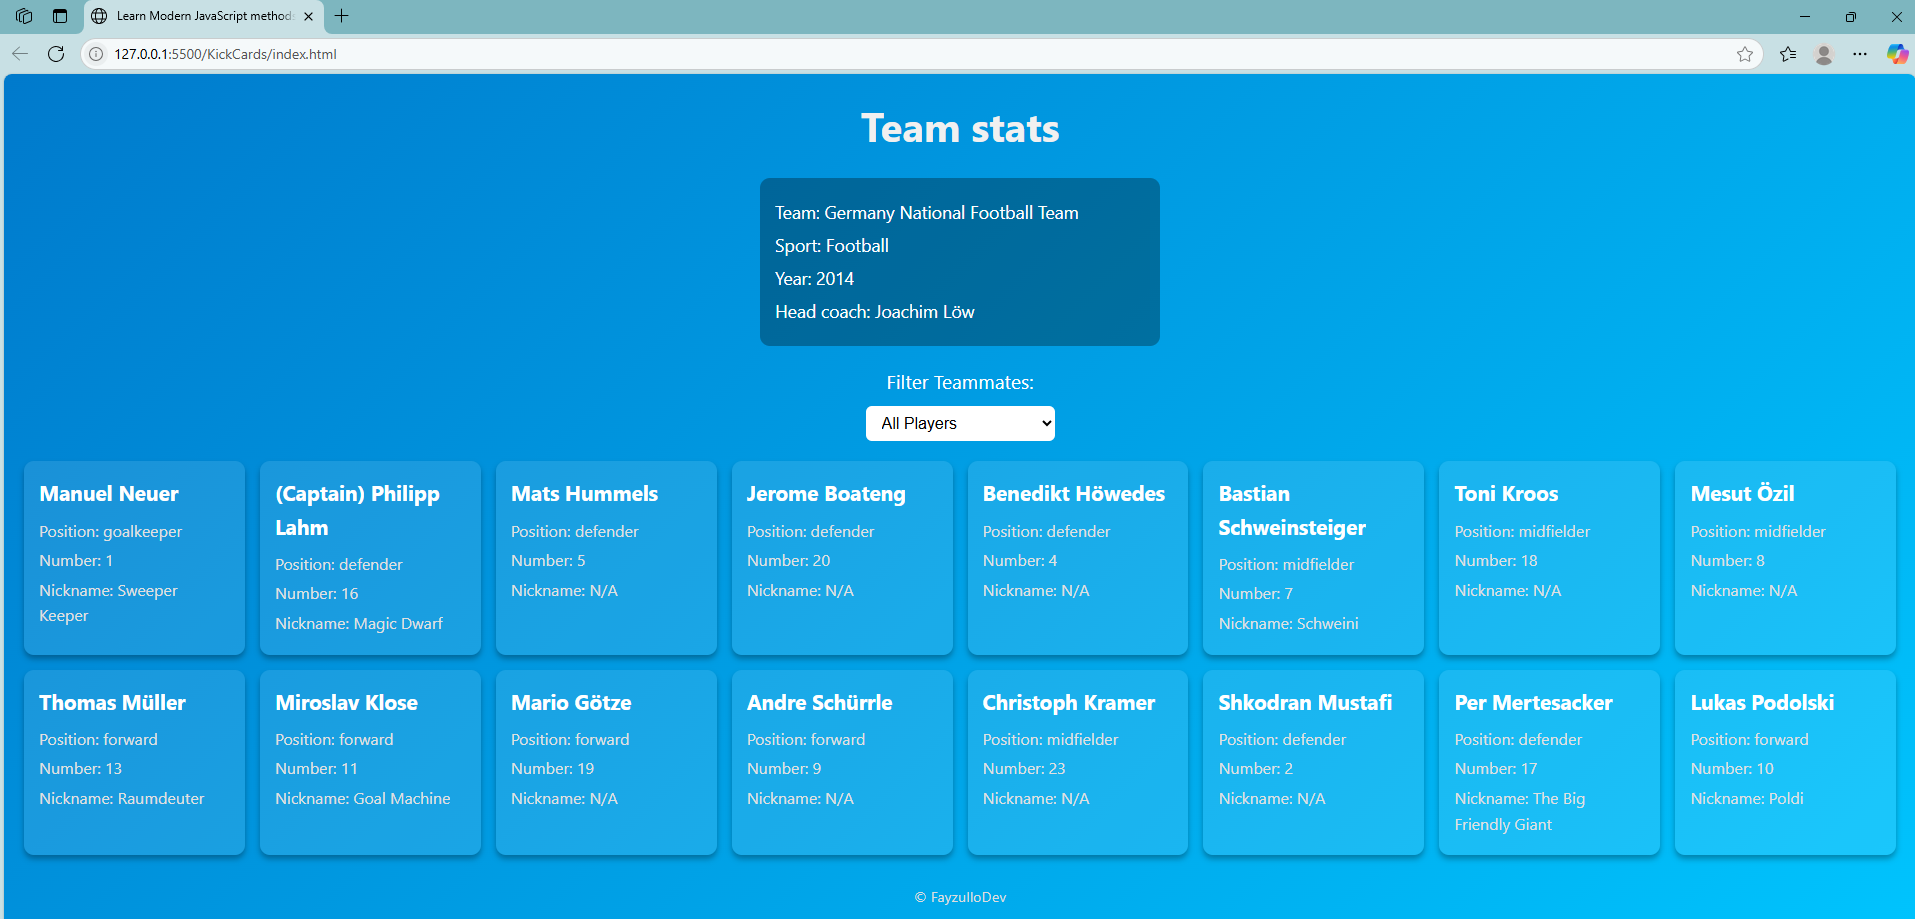 Learn Modern JavaScript methods
127.0.0.1:5500/KickCards/index.html
Team stats
Team: Germany National Football Team
Sport: Football
Year: 2014
Head coach: Joachim Löw
Filter Teammates:
All Players
Manuel Neuer
Position: goalkeeper
Number: 1
Nickname: Sweeper
Keeper
(Captain) Philipp
Lahm
Position: defender
Number: 16
Nickname: Magic Dwarf
Mats Hummels
Position: defender
Number: 5
Nickname: N/A
Jerome Boateng
Position: defender
Number: 20
Nickname: N/A
Benedikt Höwedes
Position: defender
Number: 4
Nickname: N/A
Bastian
Schweinsteiger
Position: midfielder
Number: 7
Nickname: Schweini
Toni Kroos
Position: midfielder
Number: 18
Nickname: N/A
Mesut Özil
Position: midfielder
Number: 8
Nickname: N/A
Thomas Müller
Position: forward
Number: 13
Nickname: Raumdeuter
Miroslav Klose
Position: forward
Number: 11
Nickname: Goal Machine
Mario Götze
Position: forward
Number: 19
Nickname: N/A
Andre Schürrle
Position: forward
Number: 9
Nickname: N/A
Christoph Kramer
Position: midfielder
Number: 23
Nickname: N/A
Shkodran Mustafi
Position: defender
Number: 2
Nickname: N/A
Per Mertesacker
Position: defender
Number: 17
Nickname: The Big
Friendly Giant
Lukas Podolski
Position: forward
Number: 10
Nickname: Poldi
© FayzulloDev